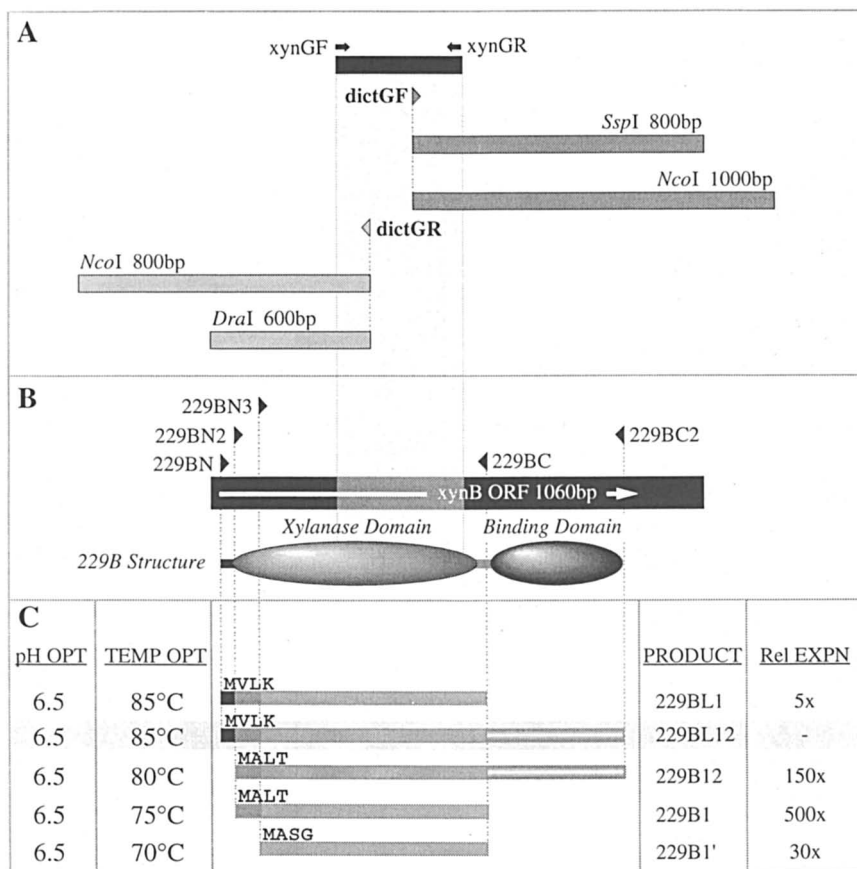 A
xynGF
xynGR
dictGF
SspI 800bp
NcoI 1000bp
dictGR
NcoI 800bp
DraI 600bp
B
229BN3
229BN2
229BC2
229BN
229BC
xynB ORF 1060bp
Xylanase Domain
Binding Domain
229B Structure
C
pH OPT TEMP OPT PRODUCT Rel EXPN
MVLK
6.5 85°C 229BL1 5x
MVLK
6.5 85°C 229BL12 -
MALT
6.5 80°C 229B12 150x
MALT
6.5 75°C 229B1 500x
MASG
6.5 70°C 229B1' 30x